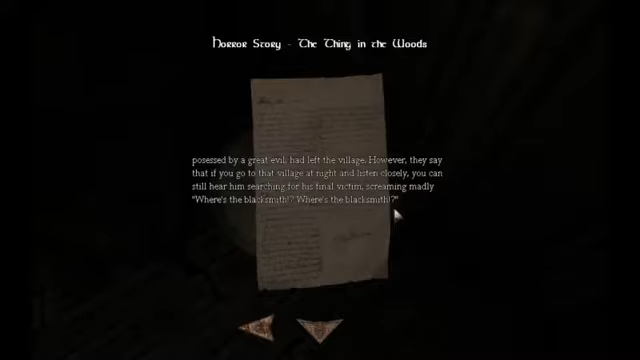 Horror Story - The Thing in the Woods
posessed by a great evil, had left the village. However, they say
that if you go to that village at night and listen closely, you can
still hear him searching for his final victim, screaming madly
"Where's the blacksmith!? Where's the blacksmith!?"